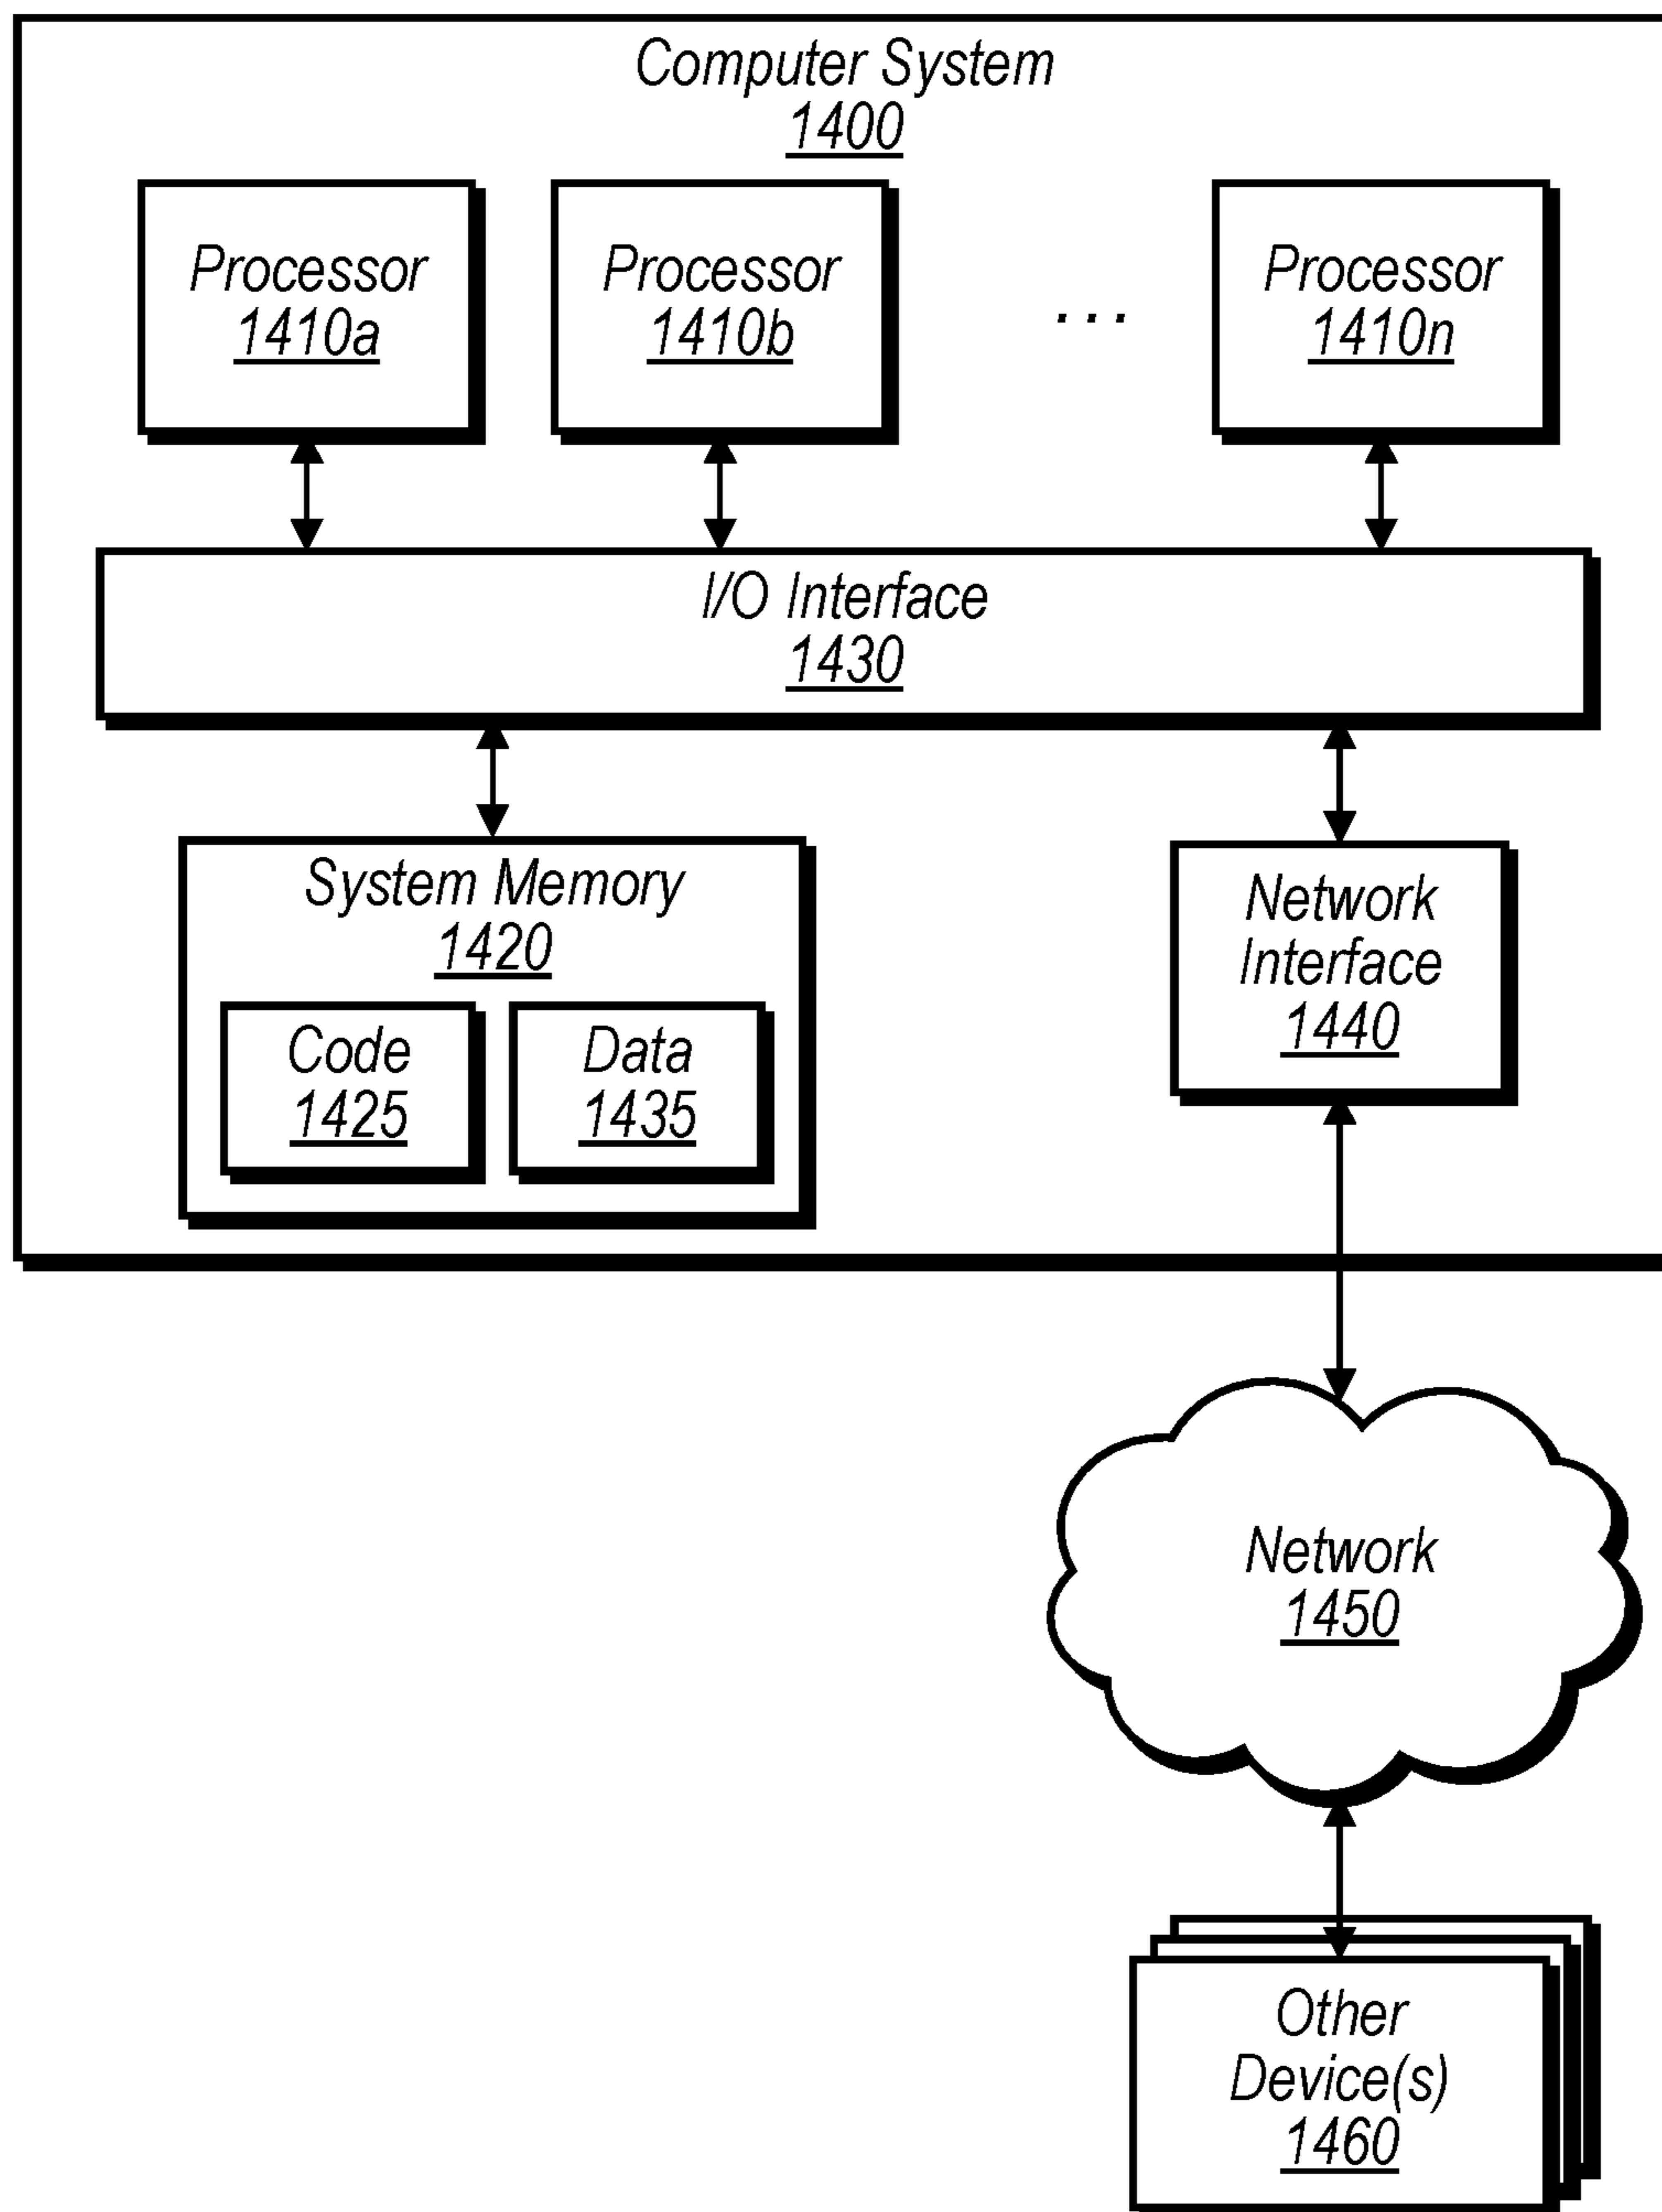 Computer System
1400
Processor
1410a
Processor
1410b
...
Processor
1410n
I/O Interface
1430
System Memory
1420
Code
1425
Data
1435
Network
Interface
1440
Network
1450
Other
Device(s)
1460